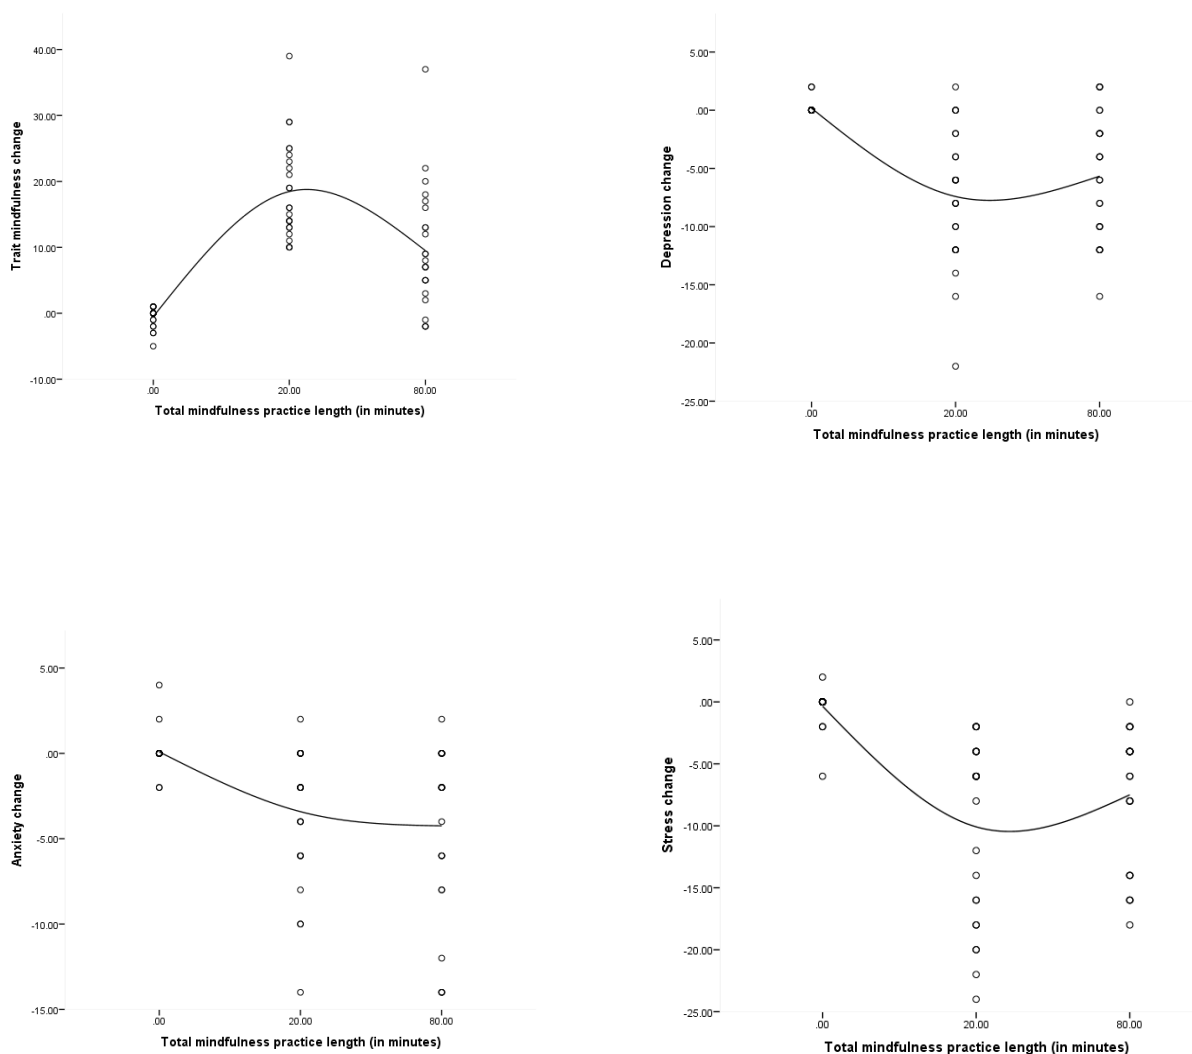 40.00
30.00
20.00
10.00
.00
-10.00
Trait mindfulness change
.00 20.00 80.00
Total mindfulness practice length (in minutes)
5.00
.00
-5.00
-10.00
-15.00
-20.00
-25.00
Depression change
.00 20.00 80.00
Total mindfulness practice length (in minutes)
5.00
.00
-5.00
-10.00
-15.00
Anxiety change
.00 20.00 80.00
Total mindfulness practice length (in minutes)
5.00
.00
-5.00
-10.00
-15.00
-20.00
-25.00
Stress change
.00 20.00 80.00
Total mindfulness practice length (in minutes)